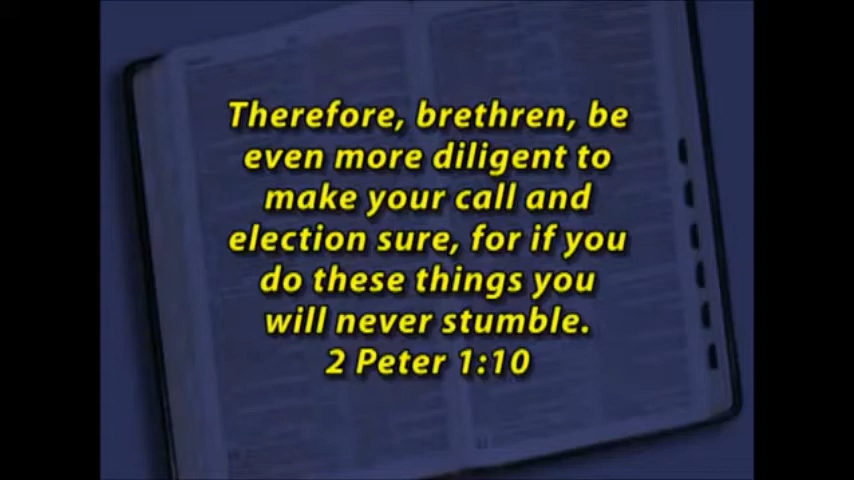 Therefore, brethren, be
even more diligent to
make your call and
election sure, for if you
do these things you
will never stumble.
2 Peter 1:10